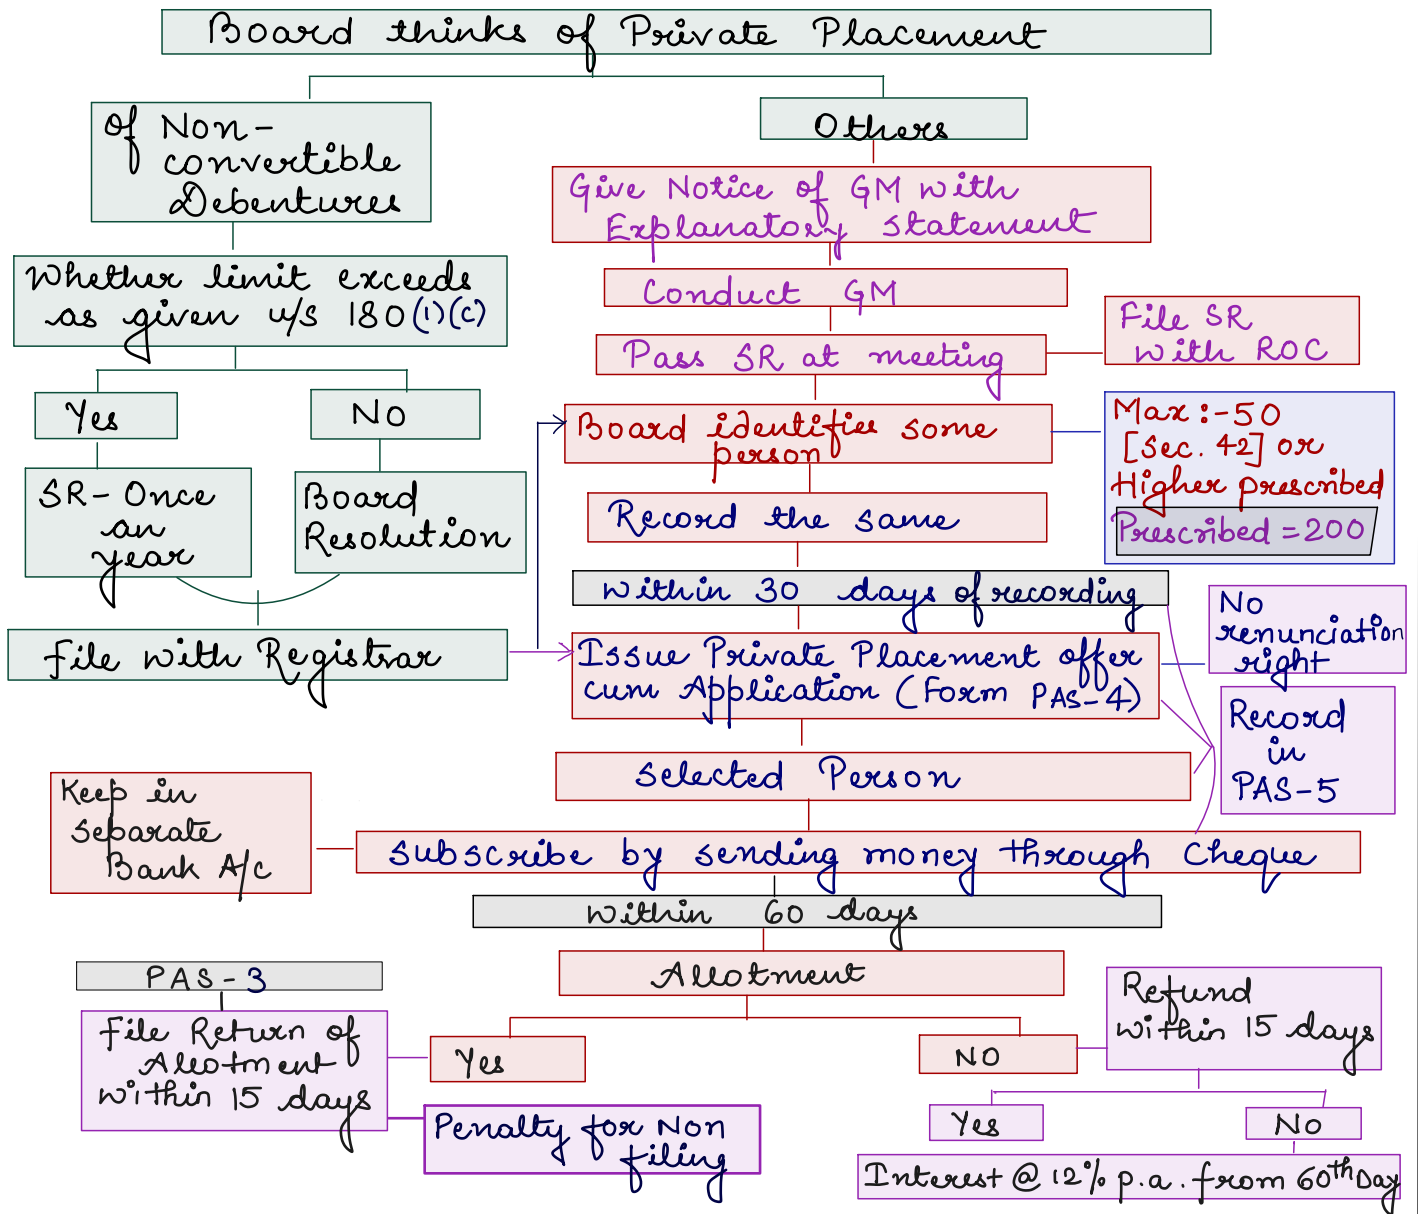 Board thinks of Private Placement
Of Non-
convertible
Debentures
Others
Give Notice of GM with
Explanatory Statement
Whether limit exceeds
as given u/s 180(1)(c)
Conduct GM
File SR
with ROC
Pass SR at meeting
Yes
NO
Board identifies some
person
Max :-50
[Sec. 42] or
Higher prescribed
Prescribed = 200
SR- Once
an
year
Board
Resolution
Record the same
Within 30 days of recording
No
renunciation
right
File with Registrar
Issue Private Placement offer
cum Application (Form PAS-4)
Record
in
PAS-5
Selected Person
Keep in
separate
Bank A/c
Subscribe by sending money through Cheque
Within 60 days
Allotment
PAS-3
File Return of
Allotment
within 15 days
Yes
NO
Refund
within 15 days
Penalty for Non
filing
Yes
No
Interest @ 12% p.a. from 60th Day